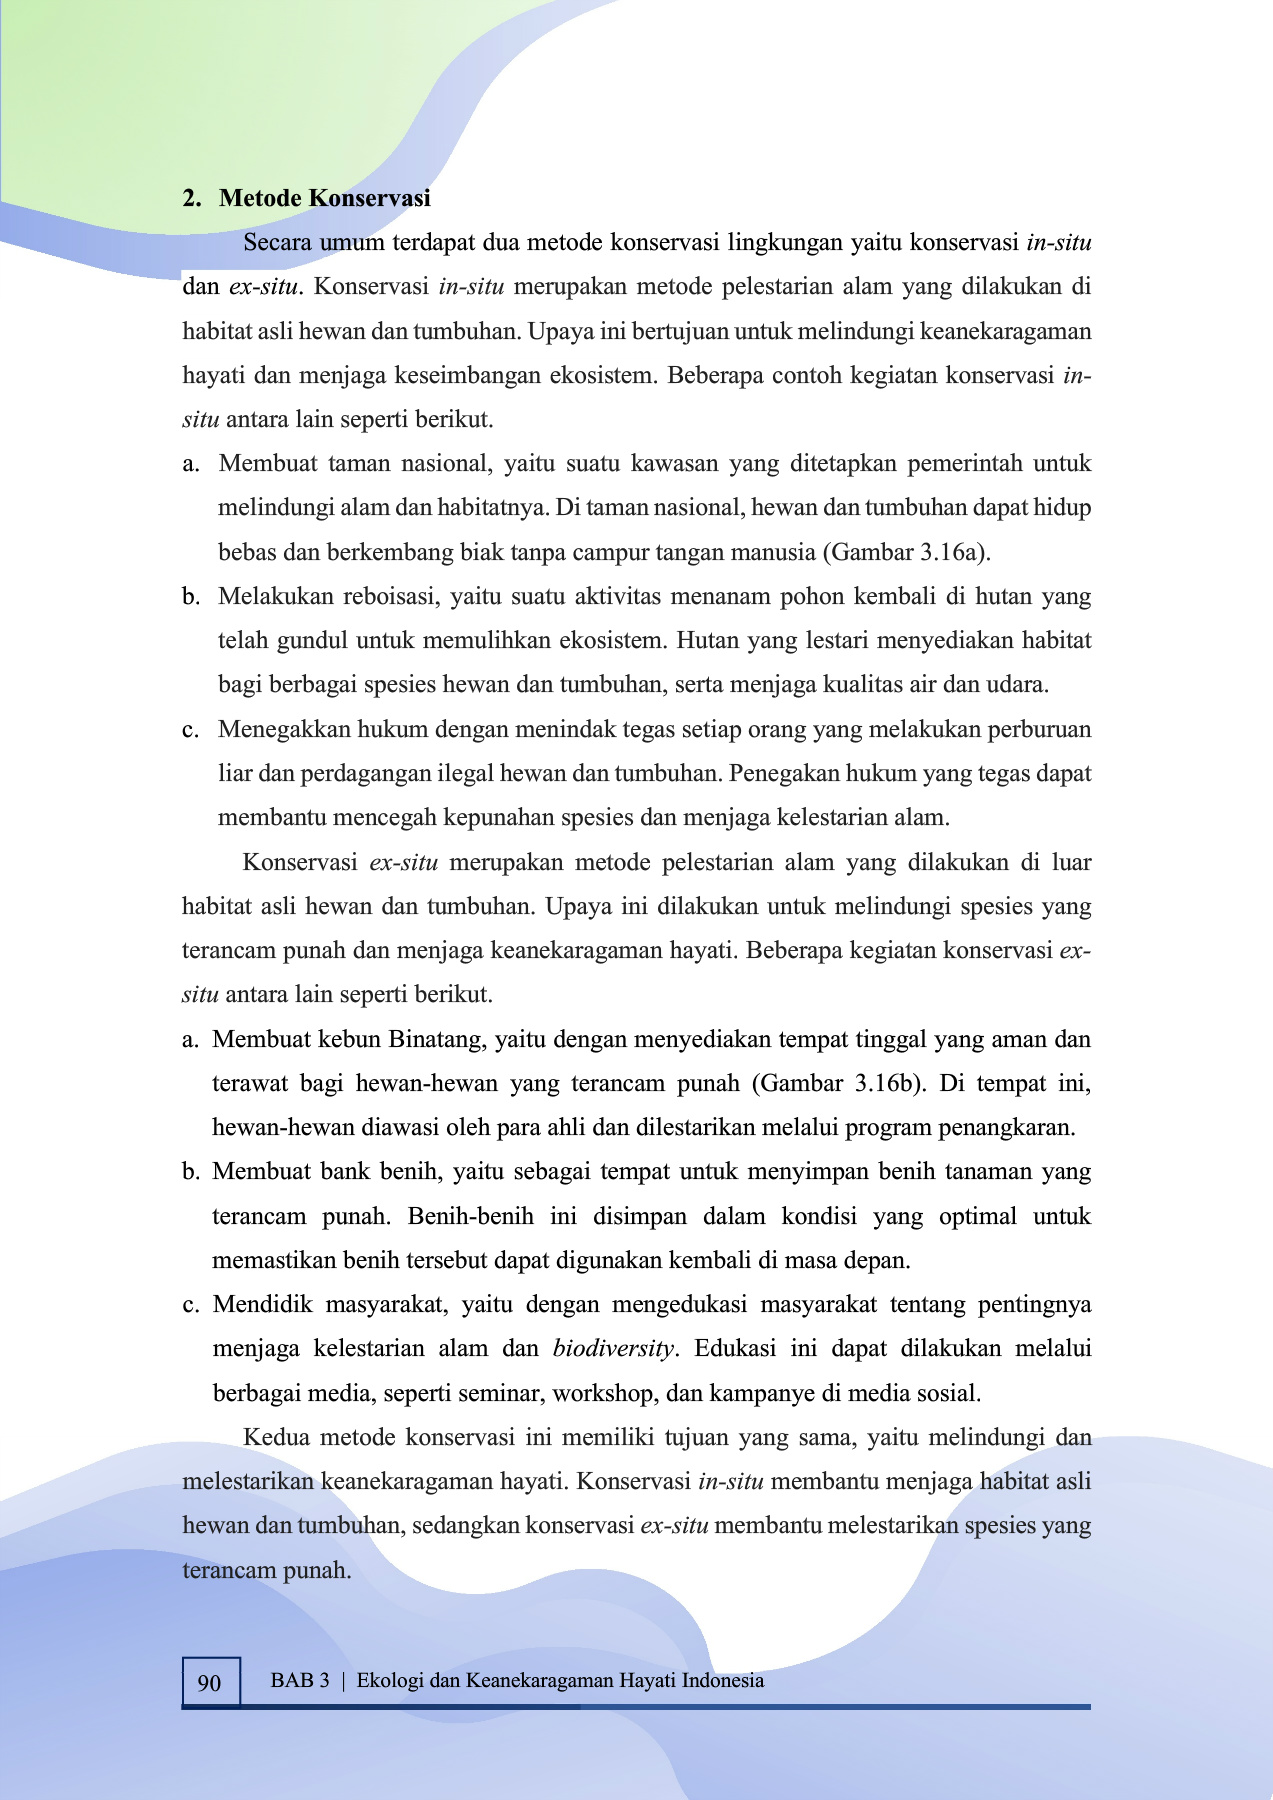 2. Metode Konservasi
Secara umum terdapat dua metode konservasi lingkungan yaitu konservasi in-situ
dan ex-situ. Konservasi in-situ merupakan metode pelestarian alam yang dilakukan di
habitat asli hewan dan tumbuhan. Upaya ini bertujuan untuk melindungi keanekaragaman
hayati dan menjaga keseimbangan ekosistem. Beberapa contoh kegiatan konservasi in-
situ antara lain seperti berikut.
a. Membuat taman nasional, yaitu suatu kawasan yang ditetapkan pemerintah untuk
melindungi alam dan habitatnya. Di taman nasional, hewan dan tumbuhan dapat hidup
bebas dan berkembang biak tanpa campur tangan manusia (Gambar 3.16a).
b. Melakukan reboisasi, yaitu suatu aktivitas menanam pohon kembali di hutan yang
telah gundul untuk memulihkan ekosistem. Hutan yang lestari menyediakan habitat
bagi berbagai spesies hewan dan tumbuhan, serta menjaga kualitas air dan udara.
c. Menegakkan hukum dengan menindak tegas setiap orang yang melakukan perburuan
liar dan perdagangan ilegal hewan dan tumbuhan. Penegakan hukum yang tegas dapat
membantu mencegah kepunahan spesies dan menjaga kelestarian alam.
Konservasi ex-situ merupakan metode pelestarian alam yang dilakukan di luar
habitat asli hewan dan tumbuhan. Upaya ini dilakukan untuk melindungi spesies yang
terancam punah dan menjaga keanekaragaman hayati. Beberapa kegiatan konservasi ex-
situ antara lain seperti berikut.
a. Membuat kebun Binatang, yaitu dengan menyediakan tempat tinggal yang aman dan
terawat bagi hewan-hewan yang terancam punah (Gambar 3.16b). Di tempat ini,
hewan-hewan diawasi oleh para ahli dan dilestarikan melalui program penangkaran.
b. Membuat bank benih, yaitu sebagai tempat untuk menyimpan benih tanaman yang
terancam punah. Benih-benih ini disimpan dalam kondisi yang optimal untuk
memastikan benih tersebut dapat digunakan kembali di masa depan.
c. Mendidik masyarakat, yaitu dengan mengedukasi masyarakat tentang pentingnya
menjaga kelestarian alam dan biodiversity. Edukasi ini dapat dilakukan melalui
berbagai media, seperti seminar, workshop, dan kampanye di media sosial.
Kedua metode konservasi ini memiliki tujuan yang sama, yaitu melindungi dan
melestarikan keanekaragaman hayati. Konservasi in-situ membantu menjaga habitat asli
hewan dan tumbuhan, sedangkan konservasi ex-situ membantu melestarikan spesies yang
terancam punah.
90 BAB 3 | Ekologi dan Keanekaragaman Hayati Indonesia